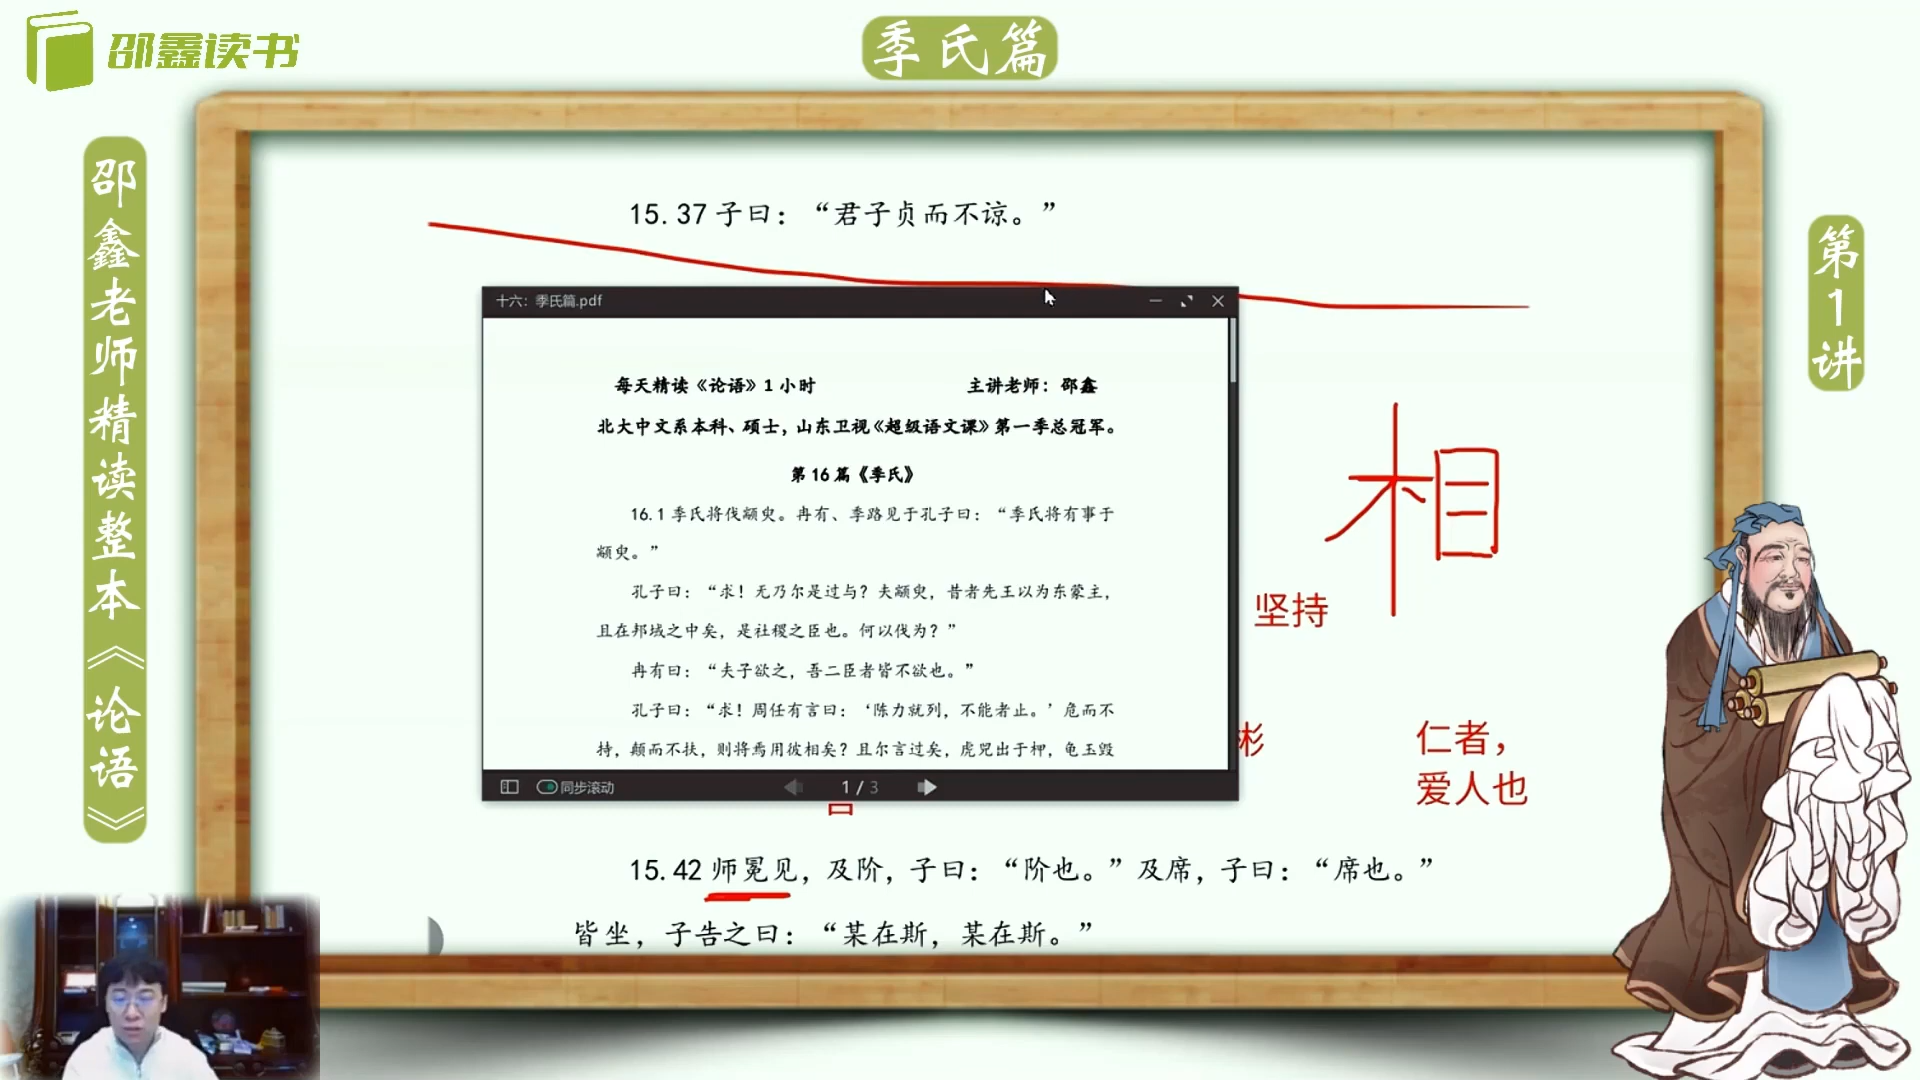 邵鑫读书
季氏篇
邵鑫老师精读整本《论语》
第1讲
15.37 子曰：“君子贞而不谅。”
十六：季氏篇.pdf
每天精读《论语》1 小时 主讲老师：邵鑫
北大中文系本科、硕士，山东卫视《超级语文课》第一季总冠军。
第 16 篇《季氏》
16.1 季氏将伐颛臾。冉有、季路见于孔子曰：“季氏将有事于
颛臾。”
孔子曰：“求！无乃尔是过与？夫颛臾，昔者先王以为东蒙主，
且在邦域之中矣，是社稷之臣也。何以伐为？”
冉有曰：“夫子欲之，吾二臣者皆不欲也。”
孔子曰：“求！周任有言曰：‘陈力就列，不能者止。’危而不
持，颠而不扶，则将焉用彼相矣？且尔言过矣，虎兕出于柙，龟玉毁
同步滚动 1 / 3
相
坚持
彬
仁者，
爱人也
15.42 师冕见，及阶，子曰：“阶也。”及席，子曰：“席也。”
皆坐，子告之曰：“某在斯，某在斯。”